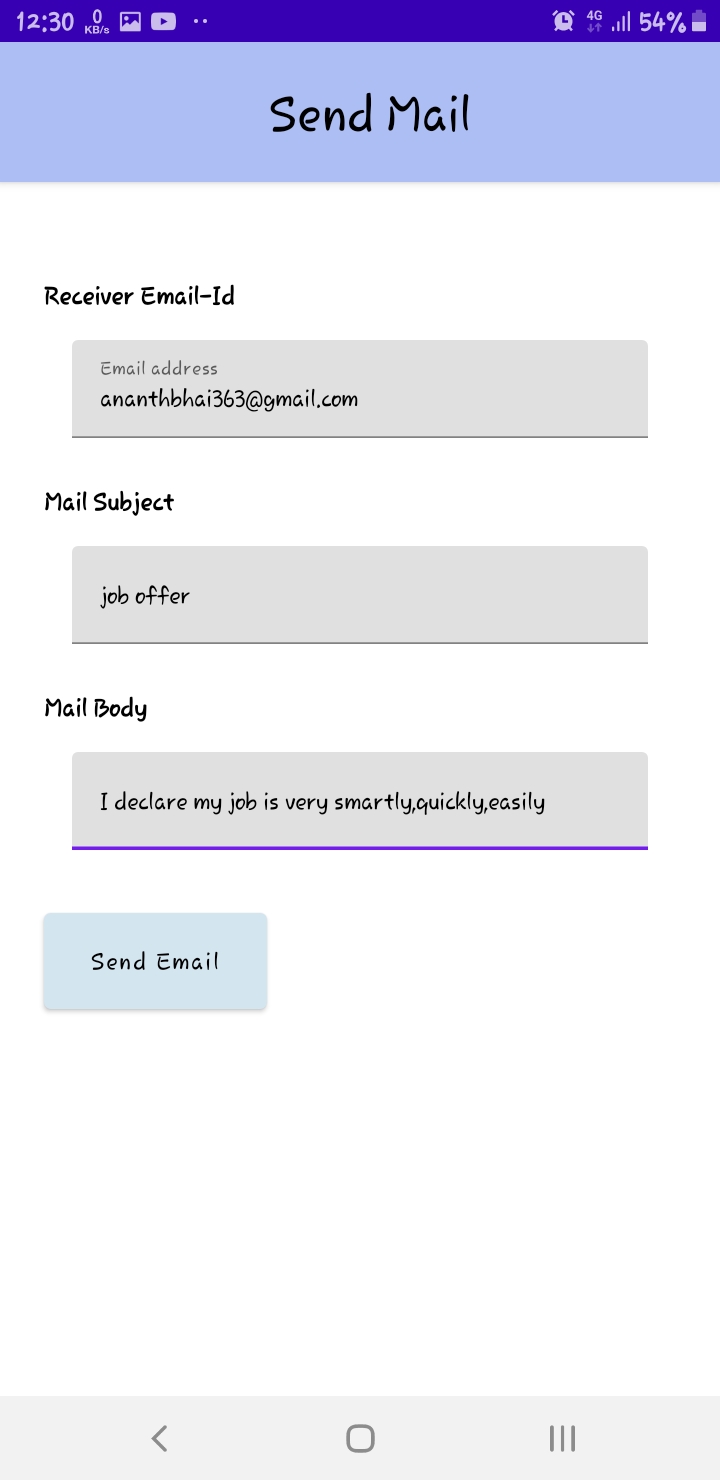 12:30 0 KB/s 4G 54%
Send Mail
Receiver Email-Id
Email address
ananthbhai363@gmail.com
Mail Subject
job offer
Mail Body
I declare my job is very smartly,quickly,easily
Send Email